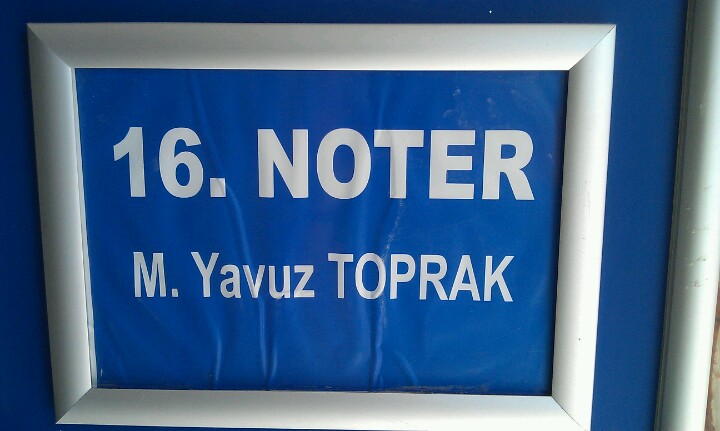 16. NOTER
M. Yavuz TOPRAK